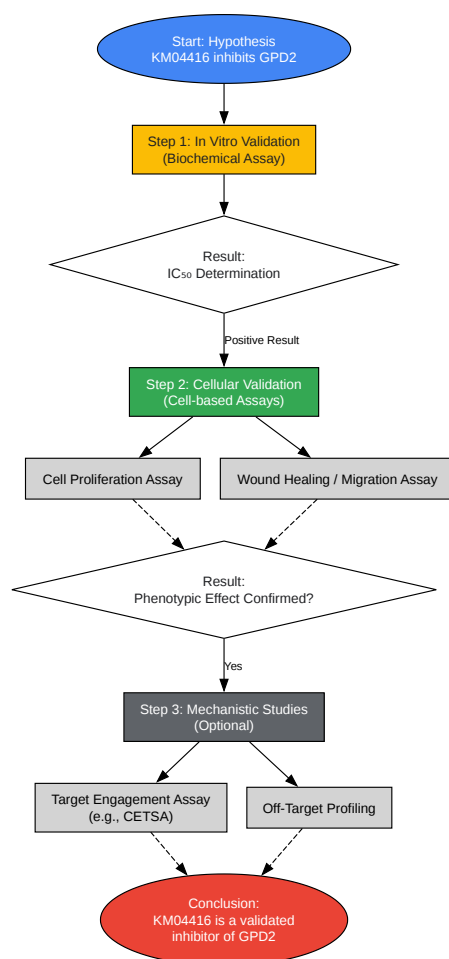 Start: Hypothesis
KM04416 inhibits GPD2
Step 1: In Vitro Validation
(Biochemical Assay)
Result:
IC₅₀ Determination
Positive Result
Step 2: Cellular Validation
(Cell-based Assays)
Cell Proliferation Assay
Wound Healing / Migration Assay
Result:
Phenotypic Effect Confirmed?
Yes
Step 3: Mechanistic Studies
(Optional)
Target Engagement Assay
(e.g., CETSA)
Off-Target Profiling
Conclusion:
KM04416 is a validated
inhibitor of GPD2